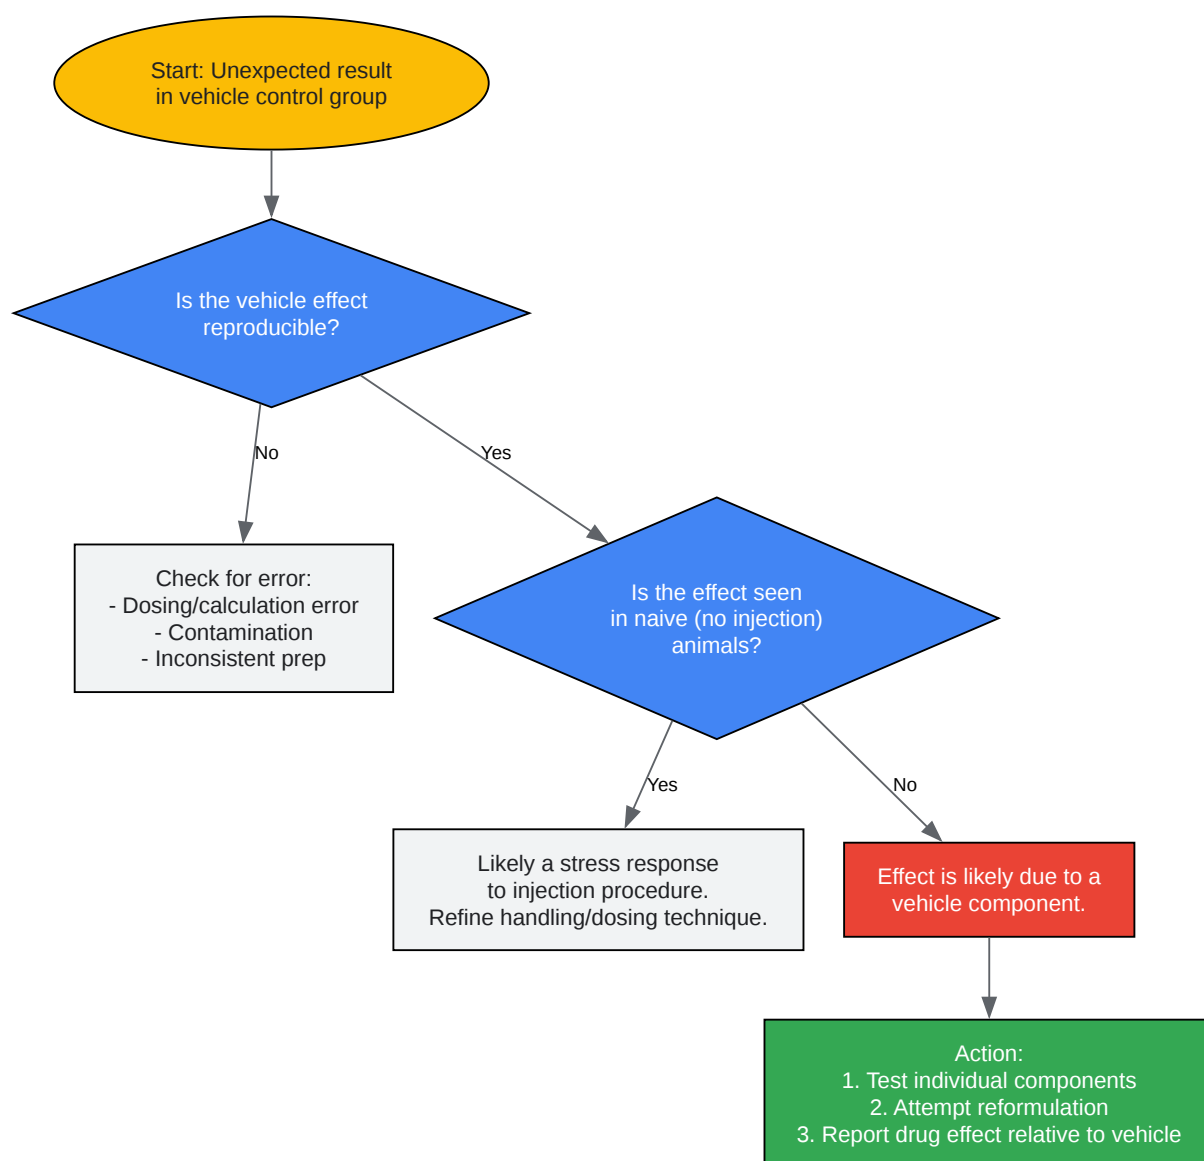 Start: Unexpected result
in vehicle control group
Is the vehicle effect
reproducible?
No
Yes
Check for error:
- Dosing/calculation error
- Contamination
- Inconsistent prep
Is the effect seen
in naive (no injection)
animals?
Yes
No
Likely a stress response
to injection procedure.
Refine handling/dosing technique.
Effect is likely due to a
vehicle component.
Action:
1. Test individual components
2. Attempt reformulation
3. Report drug effect relative to vehicle